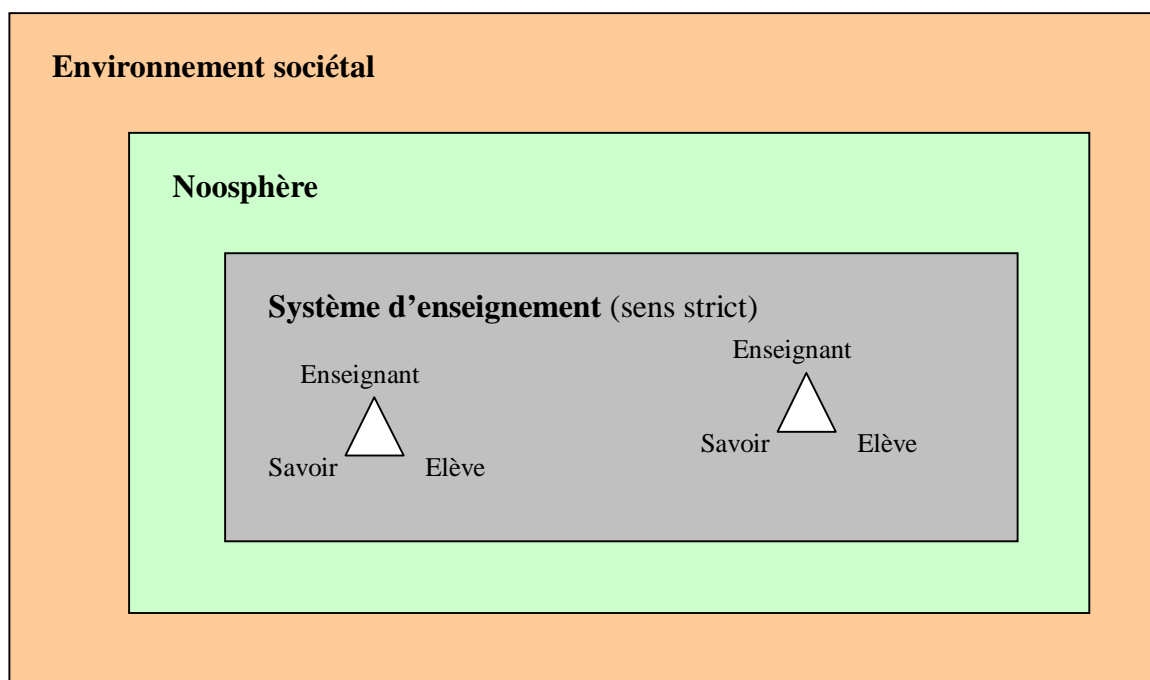 Environnement sociétal
Noosphère
Système d’enseignement (sens strict)
Enseignant
Savoir
Elève
Enseignant
Savoir
Elève